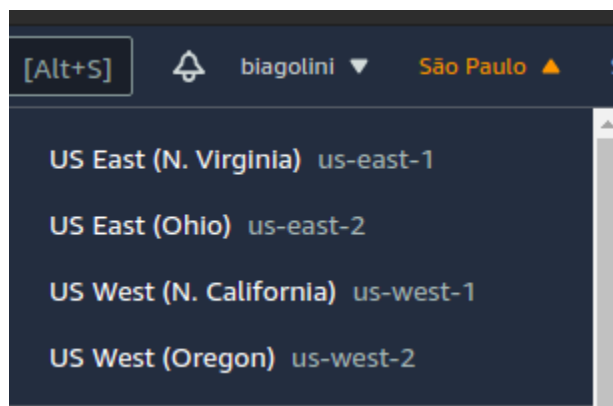 [Alt+S] biagolini ▼ São Paulo ▲
US East (N. Virginia) us-east-1
US East (Ohio) us-east-2
US West (N. California) us-west-1
US West (Oregon) us-west-2